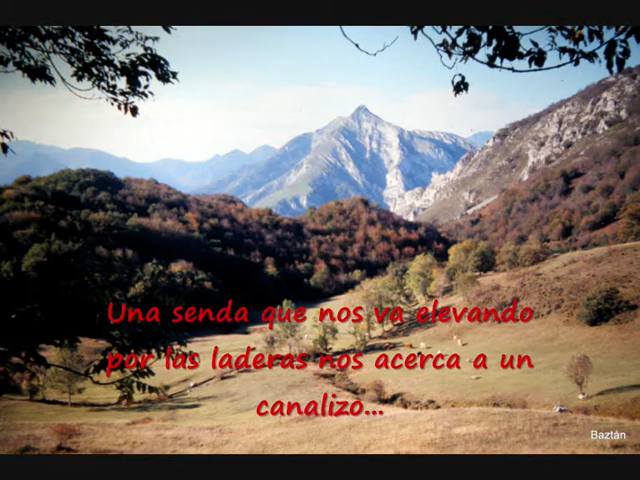 Una senda que nos va elevando
por las laderas nos acerca a un
canalizo...
Baztán